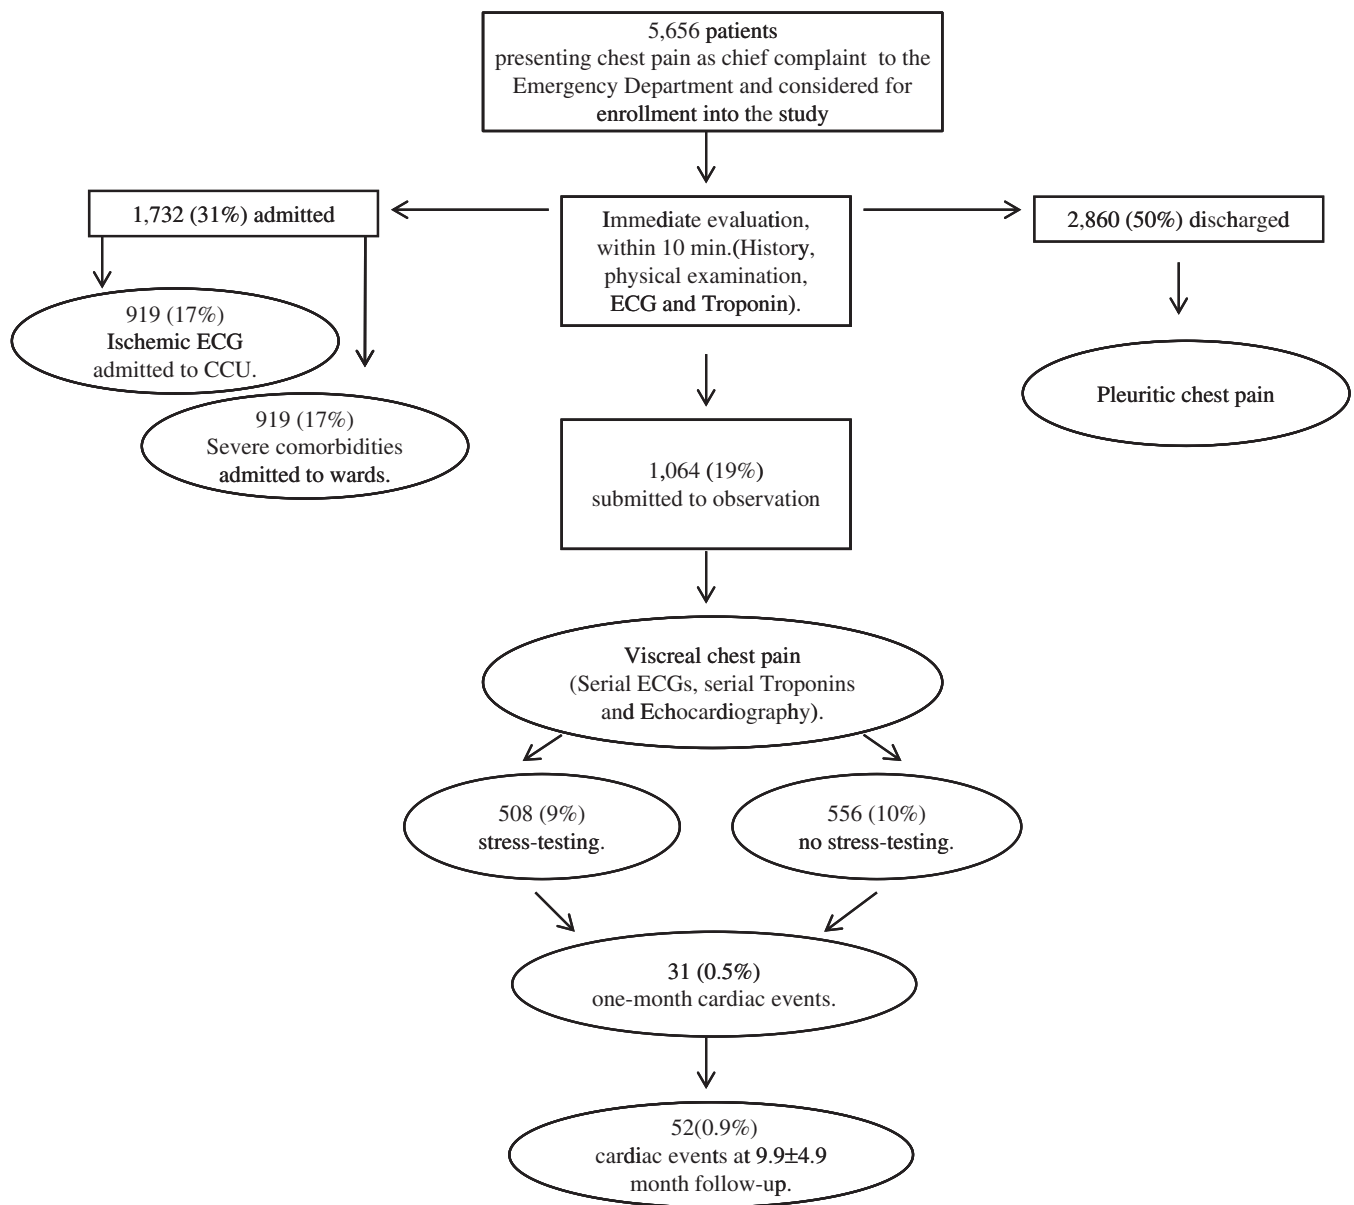 5,656 patients
presenting chest pain as chief complaint to the
Emergency Department and considered for
enrollment into the study
1,732 (31%) admitted
Immediate evaluation,
within 10 min.(History,
physical examination,
ECG and Troponin).
2,860 (50%) discharged
919 (17%)
Ischemic ECG
admitted to CCU.
919 (17%)
Severe comorbidities
admitted to wards.
Pleuritic chest pain
1,064 (19%)
submitted to observation
Viscreal chest pain
(Serial ECGs, serial Troponins
and Echocardiography).
508 (9%)
stress-testing.
556 (10%)
no stress-testing.
31 (0.5%)
one-month cardiac events.
52(0.9%)
cardiac events at 9.9±4.9
month follow-up.